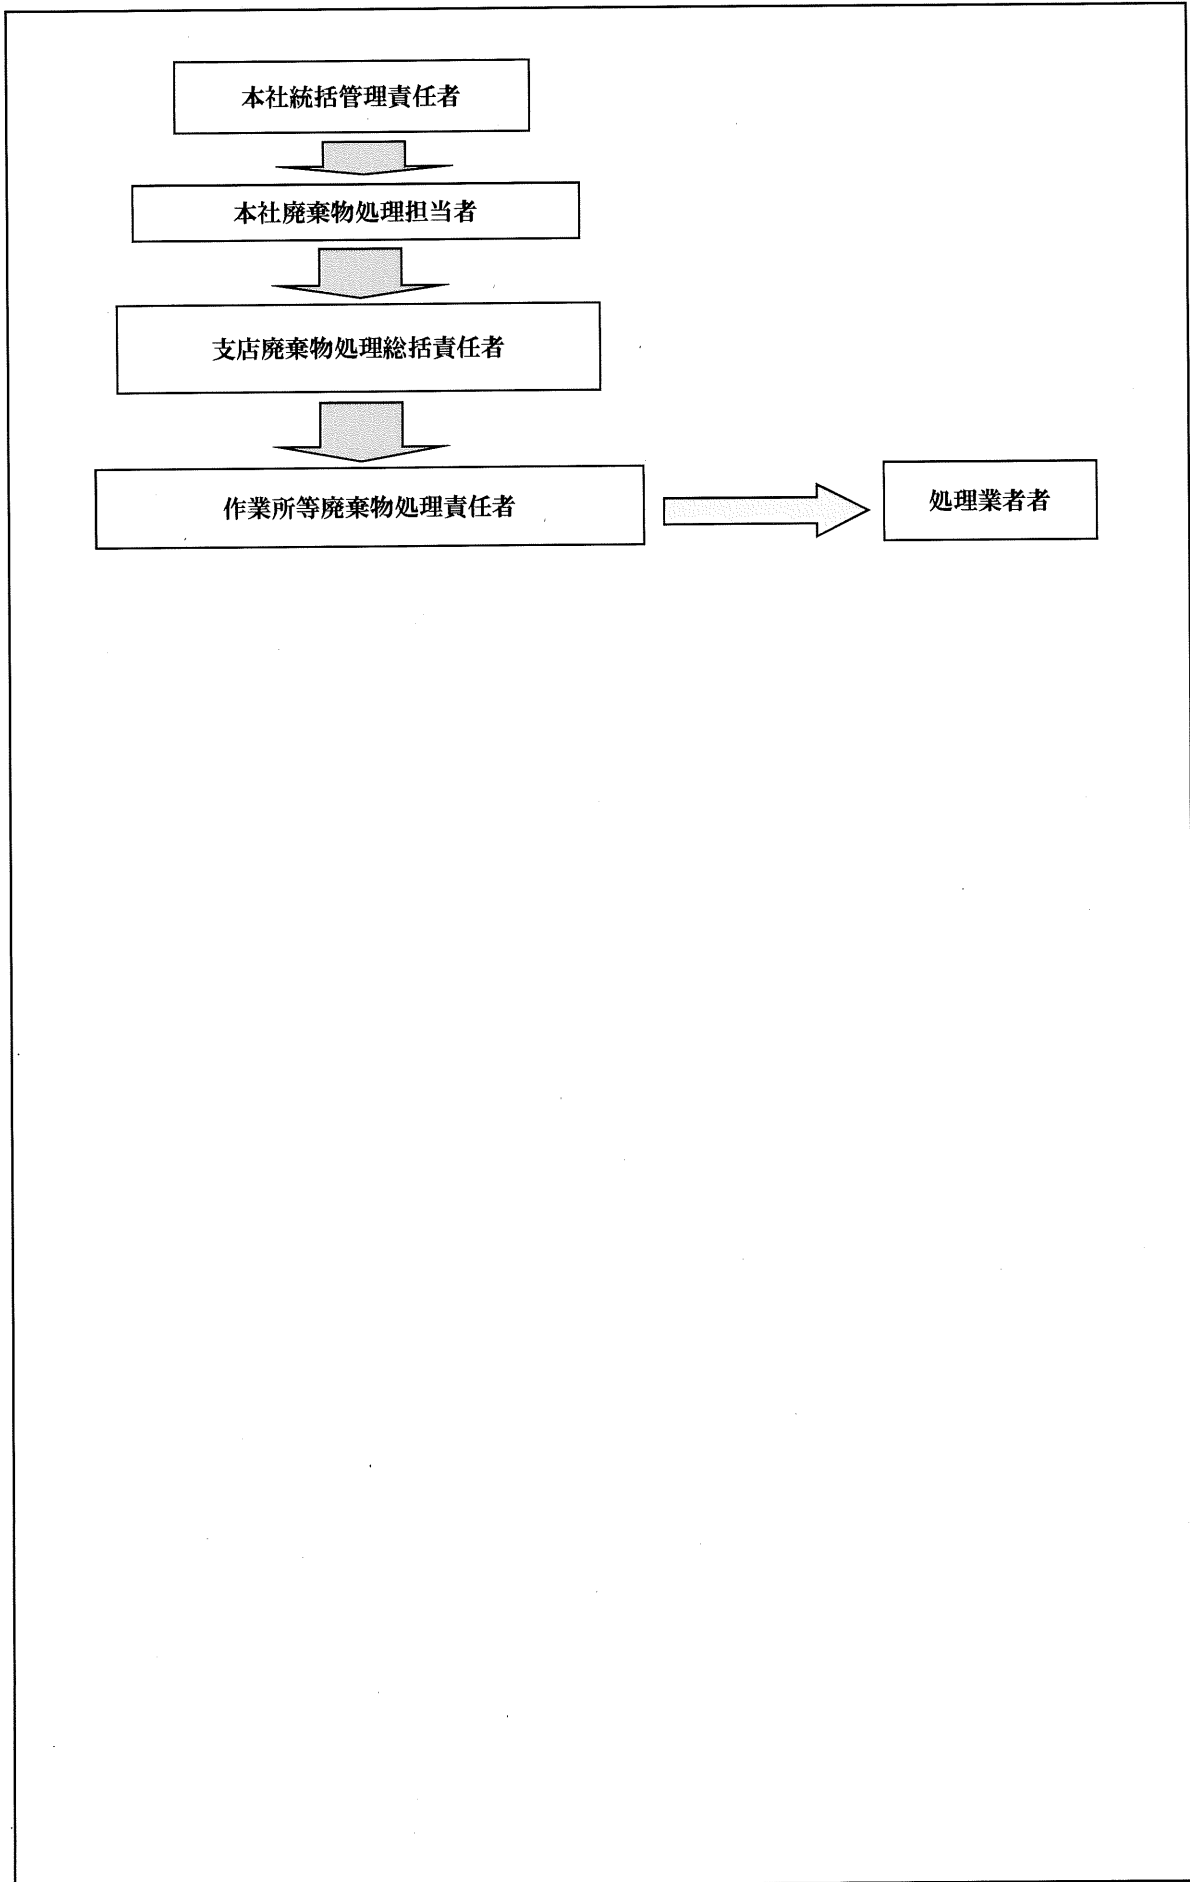 本社統括管理責任者
本社廃棄物処理担当者
支店廃棄物処理総括責任者
作業所等廃棄物処理責任者
処理業者者